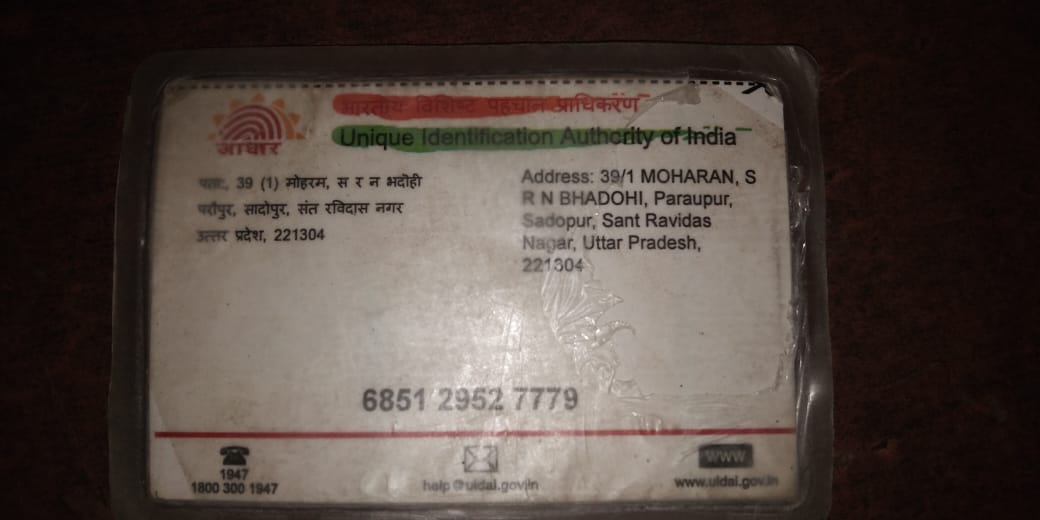 भारतीय विशिष्ट पहचान प्राधिकरण
Unique Identification Authority of India
आधार
पता:, 39 (1) मोहरम, स र न भदोही
परौपुर, सादोपुर, संत रविदास नगर
उत्तर प्रदेश, 221304
Address: 39/1 MOHARAN, S
R N BHADOHI, Paraupur,
Sadopur, Sant Ravidas
Nagar, Uttar Pradesh,
221304
6851 2952 7779
1947
1800 300 1947
help@uidai.gov.in
www
www.uidai.gov.in